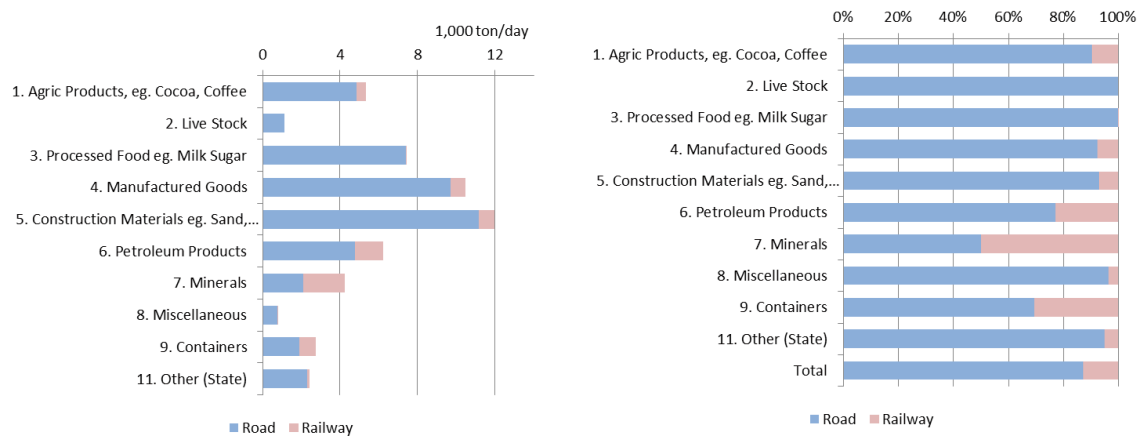 1,000 ton/day
0 4 8 12
1. Agric Products, eg. Cocoa, Coffee
2. Live Stock
3. Processed Food eg. Milk Sugar
4. Manufactured Goods
5. Construction Materials eg. Sand,...
6. Petroleum Products
7. Minerals
8. Miscellaneous
9. Containers
11. Other (State)
Road Railway
0% 20% 40% 60% 80% 100%
1. Agric Products, eg. Cocoa, Coffee
2. Live Stock
3. Processed Food eg. Milk Sugar
4. Manufactured Goods
5. Construction Materials eg. Sand,...
6. Petroleum Products
7. Minerals
8. Miscellaneous
9. Containers
11. Other (State)
Total
Road Railway